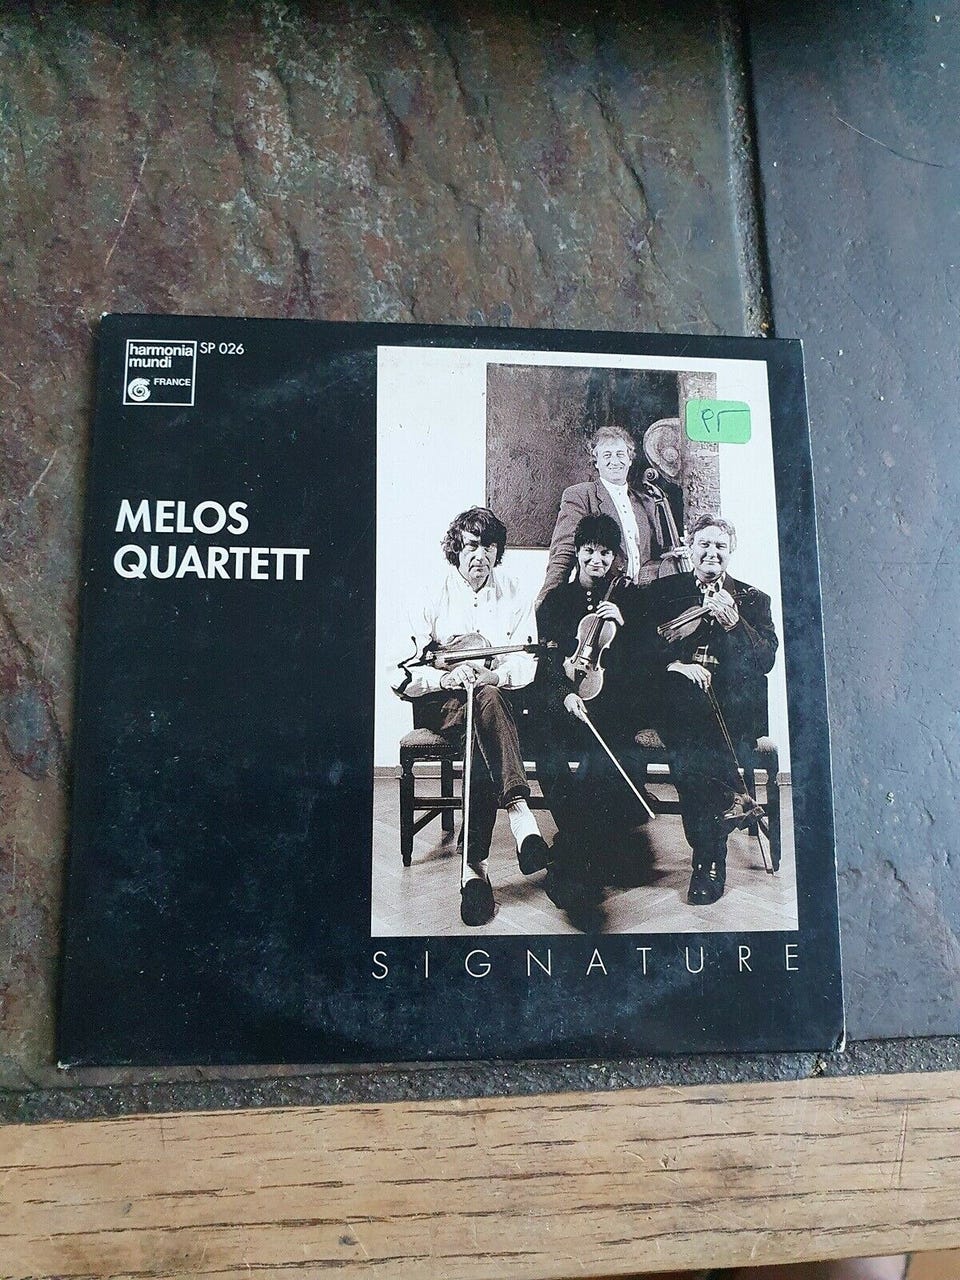 harmonia
mundi
FRANCE
SP 026
MELOS
QUARTETT
SIGNATURE